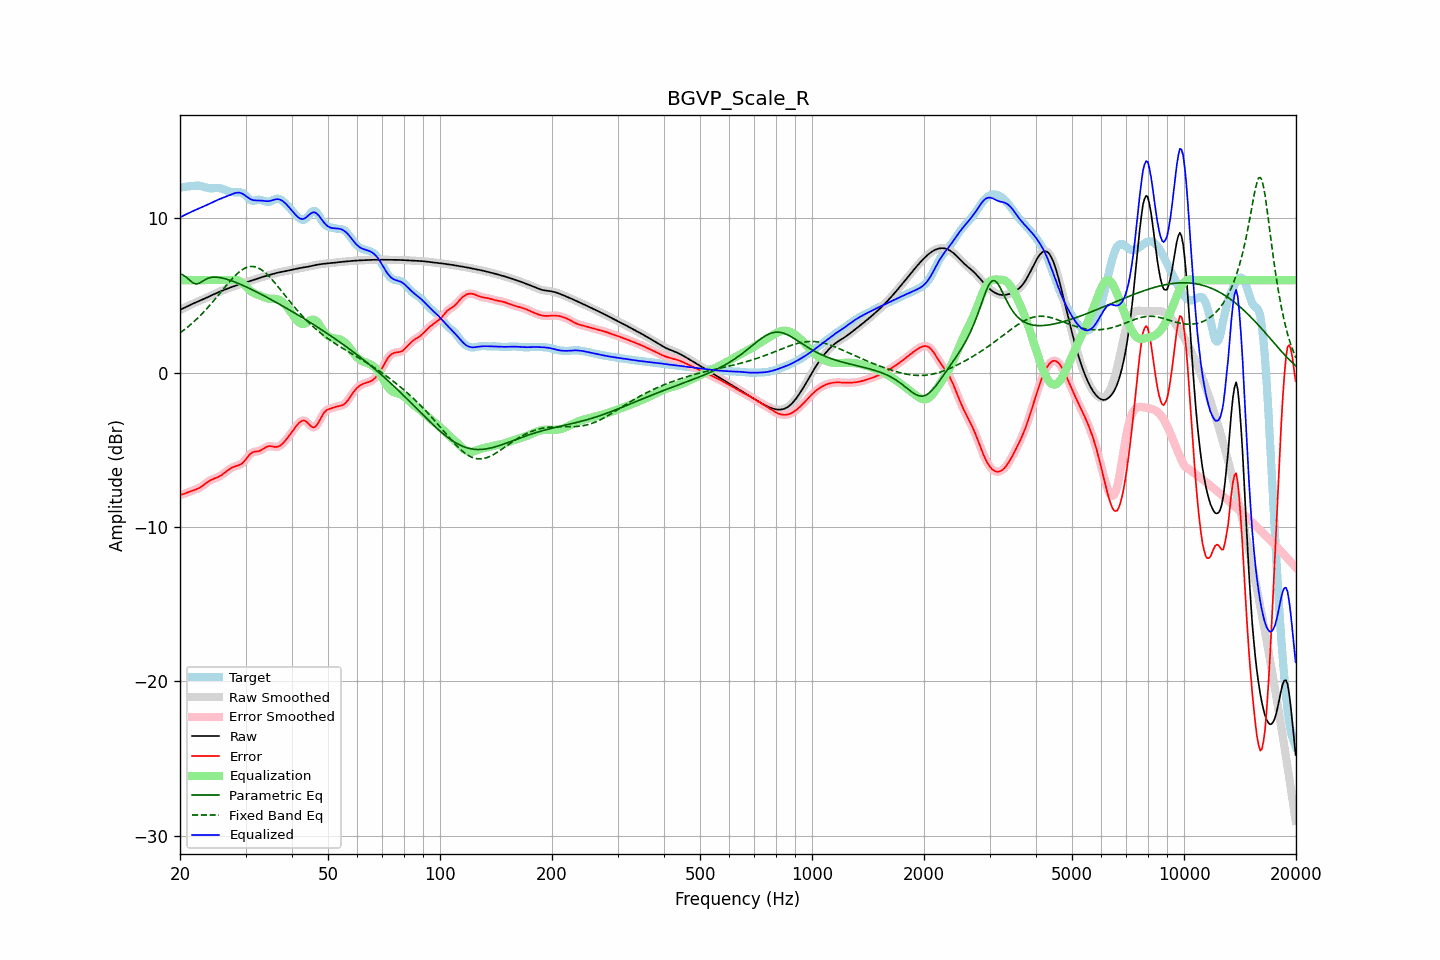 BGVP_Scale_R
Amplitude (dBr)
10
0
−10
−20
−30
Target
Raw Smoothed
Error Smoothed
Raw
Error
Equalization
Parametric Eq
Fixed Band Eq
Equalized
20 50 100 200 500 1000 2000 5000 10000 20000
Frequency (Hz)